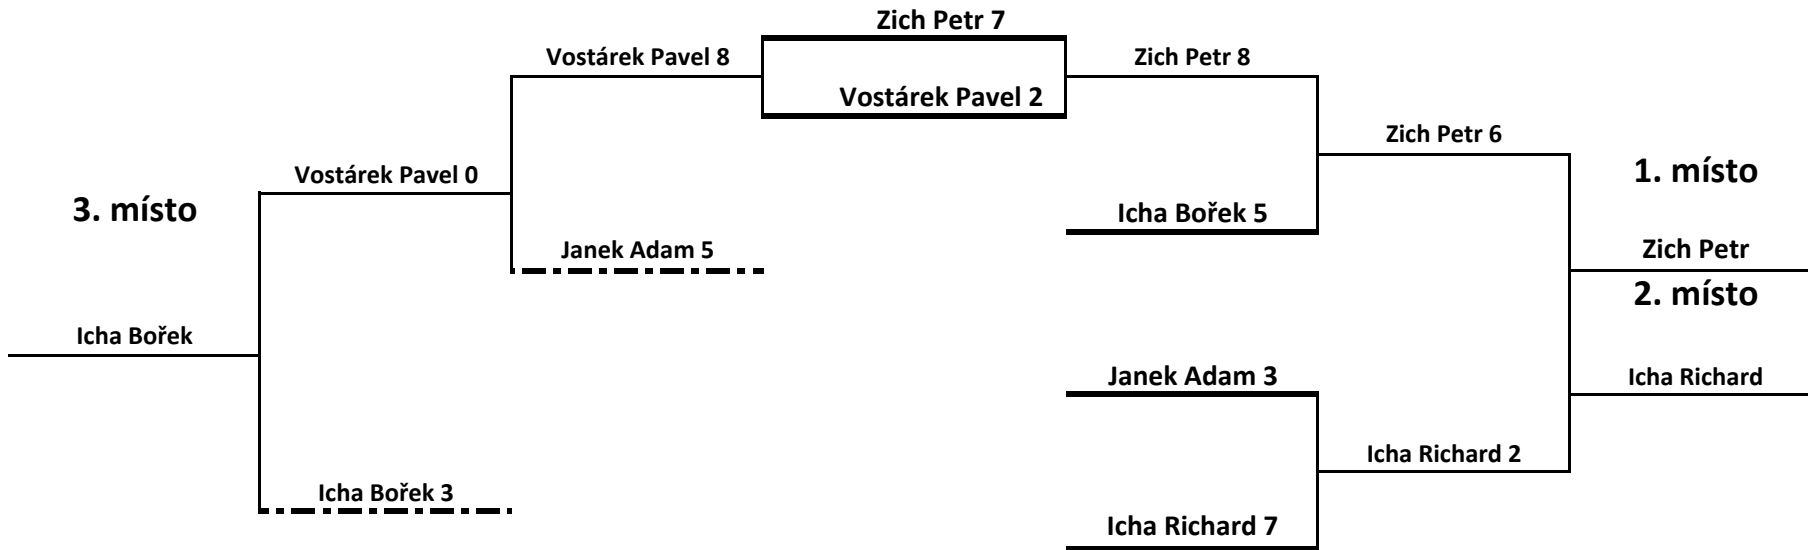 Zich Petr 7
Vostárek Pavel 8
Zich Petr 8
Vostárek Pavel 2
Zich Petr 6
Vostárek Pavel 0
1. místo
3. místo
Icha Bořek 5
Janek Adam 5
Zich Petr
2. místo
Icha Bořek
Janek Adam 3
Icha Richard
Icha Richard 2
Icha Bořek 3
Icha Richard 7